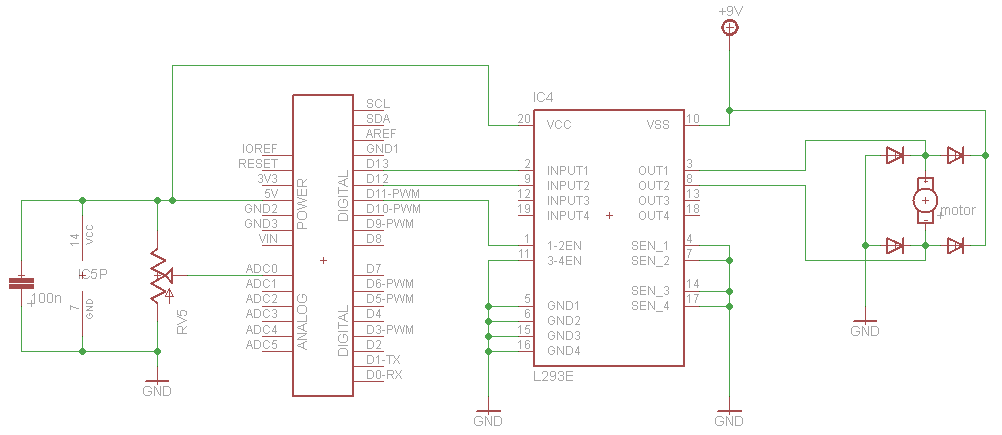 +9V
IC4
20
VCC
VSS
10
SCL
SDA
AREF
GND1
D13
D12
D11-PWM
D10-PWM
D9-PWM
D8
D7
D6-PWM
D5-PWM
D4
D3-PWM
D2
D1-TX
D0-RX
DIGITAL
DIGITAL
POWER
ANALOG
IOREF
RESET
3V3
5V
GND2
GND3
VIN
ADC0
ADC1
ADC2
ADC3
ADC4
ADC5
2
INPUT1
9
INPUT2
12
INPUT3
19
INPUT4
1
1-2EN
11
3-4EN
5
GND1
6
GND2
15
GND3
16
GND4
OUT1
3
OUT2
8
OUT3
13
OUT4
18
SEN_1
4
SEN_2
7
SEN_3
14
SEN_4
17
L293E
motor
14
VCC
IC5P
7
GND
100n
RV5
GND
GND
GND
GND